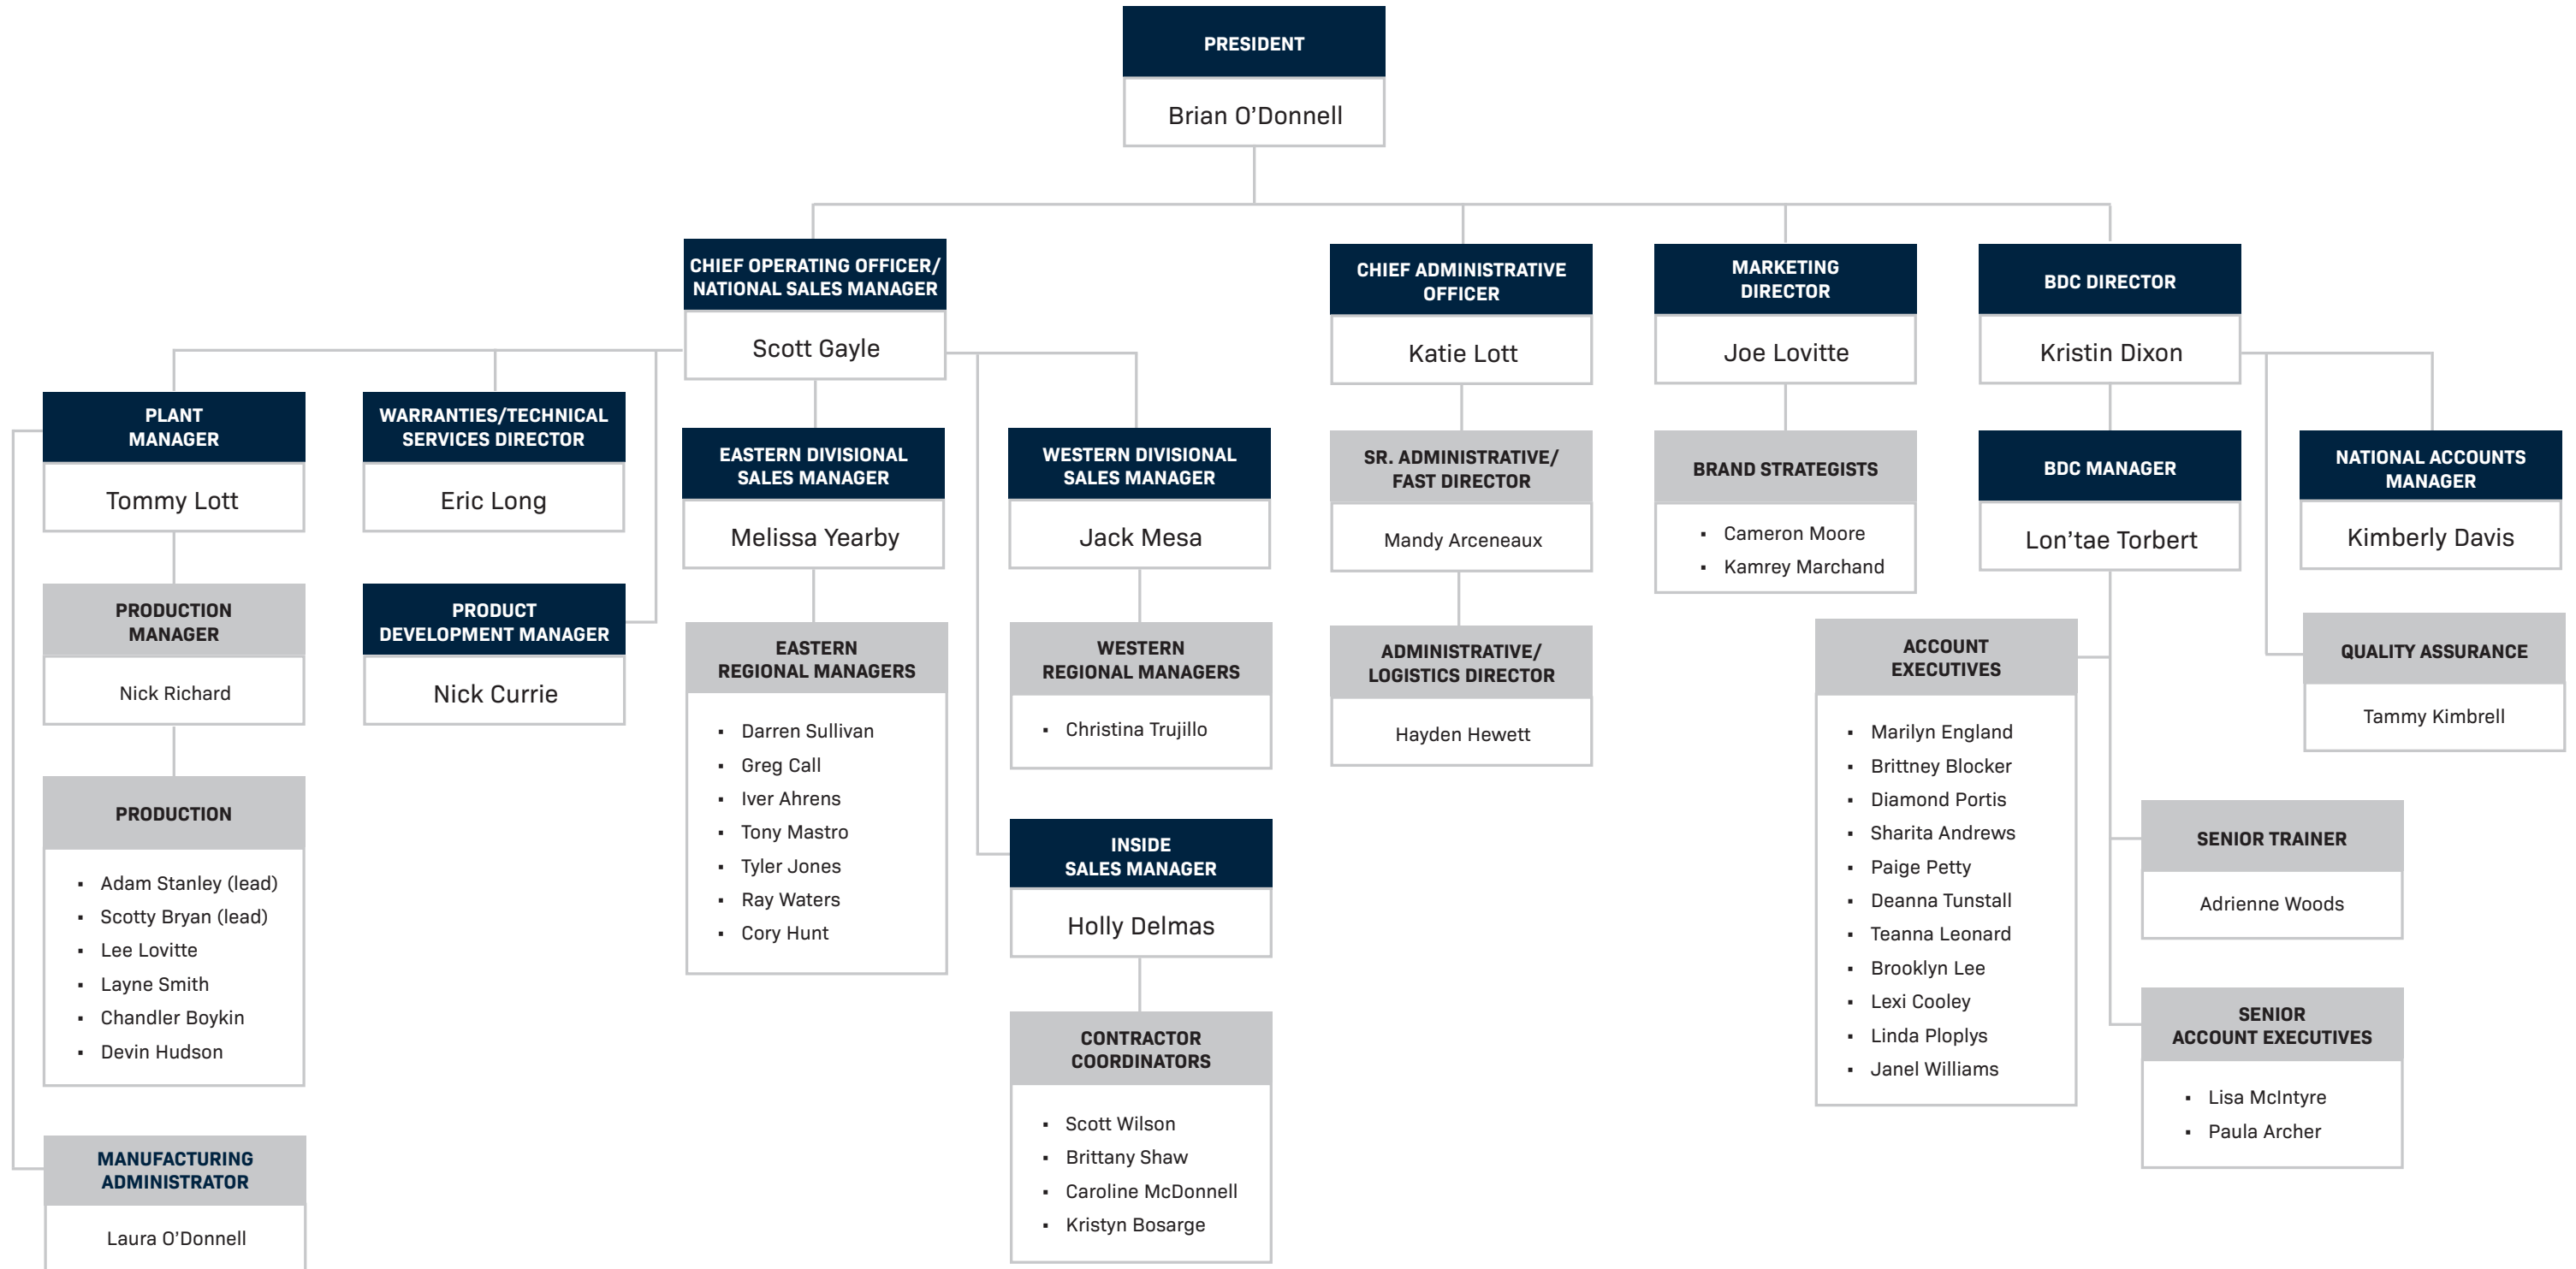 PRESIDENT
Brian O'Donnell
CHIEF OPERATING OFFICER/
NATIONAL SALES MANAGER
Scott Gayle
CHIEF ADMINISTRATIVE
OFFICER
Katie Lott
MARKETING
DIRECTOR
Joe Lovitte
BDC DIRECTOR
Kristin Dixon
PLANT
MANAGER
Tommy Lott
WARRANTIES/TECHNICAL
SERVICES DIRECTOR
Eric Long
EASTERN DIVISIONAL
SALES MANAGER
Melissa Yearby
WESTERN DIVISIONAL
SALES MANAGER
Jack Mesa
SR. ADMINISTRATIVE/
FAST DIRECTOR
Mandy Arceneaux
BRAND STRATEGISTS
▪ Cameron Moore
▪ Kamrey Marchand
BDC MANAGER
Lon'tae Torbert
NATIONAL ACCOUNTS
MANAGER
Kimberly Davis
PRODUCTION
MANAGER
Nick Richard
PRODUCT
DEVELOPMENT MANAGER
Nick Currie
EASTERN
REGIONAL MANAGERS
▪ Darren Sullivan
▪ Greg Call
▪ Iver Ahrens
▪ Tony Mastro
▪ Tyler Jones
▪ Ray Waters
▪ Cory Hunt
WESTERN
REGIONAL MANAGERS
▪ Christina Trujillo
ADMINISTRATIVE/
LOGISTICS DIRECTOR
Hayden Hewett
ACCOUNT
EXECUTIVES
▪ Marilyn England
▪ Brittney Blocker
▪ Diamond Portis
▪ Sharita Andrews
▪ Paige Petty
▪ Deanna Tunstall
▪ Teanna Leonard
▪ Brooklyn Lee
▪ Lexi Cooley
▪ Linda Ploplys
▪ Janel Williams
QUALITY ASSURANCE
Tammy Kimbrell
PRODUCTION
▪ Adam Stanley (lead)
▪ Scotty Bryan (lead)
▪ Lee Lovitte
▪ Layne Smith
▪ Chandler Boykin
▪ Devin Hudson
INSIDE
SALES MANAGER
Holly Delmas
SENIOR TRAINER
Adrienne Woods
CONTRACTOR
COORDINATORS
▪ Scott Wilson
▪ Brittany Shaw
▪ Caroline McDonnell
▪ Kristyn Bosarge
SENIOR
ACCOUNT EXECUTIVES
▪ Lisa McIntyre
▪ Paula Archer
MANUFACTURING
ADMINISTRATOR
Laura O'Donnell